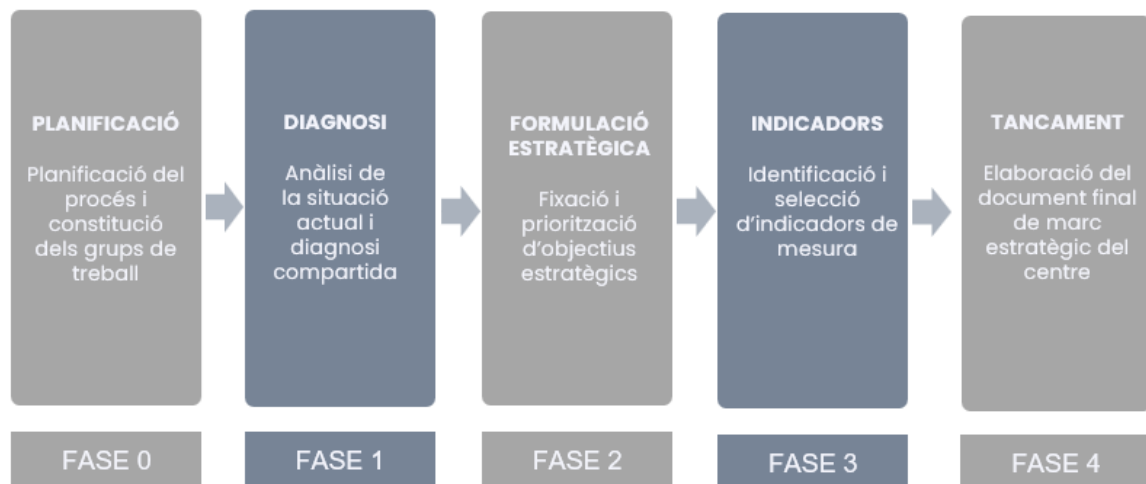 PLANIFICACIÓ
Planificació del
procés i
constitució
dels grups de
treball
DIAGNOSI
Anàlisi de
la situació
actual i
diagnosi
compartida
FORMULACIÓ
ESTRATÈGICA
Fixació i
priorització
d’objectius
estratègics
INDICADORS
Identificació i
selecció
d’indicadors de
mesura
TANCAMENT
Elaboració del
document final
de marc
estratègic del
centre
FASE 0
FASE 1
FASE 2
FASE 3
FASE 4